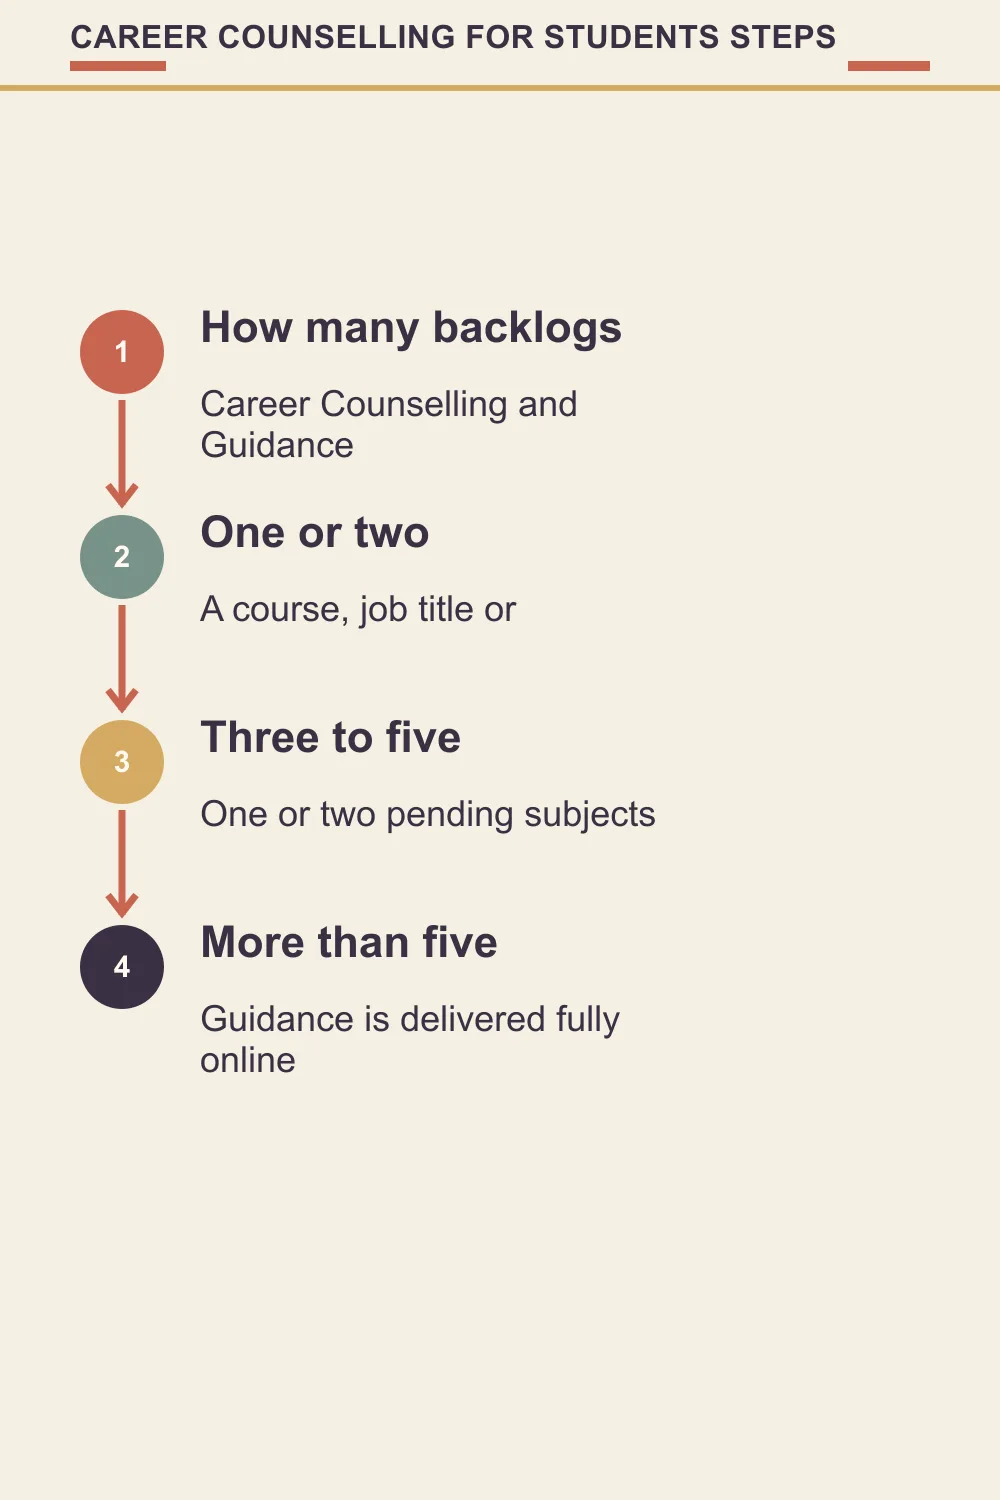 CAREER COUNSELLING FOR STUDENTS STEPS
1
How many backlogs
Career Counselling and
Guidance
2
One or two
A course, job title or
3
Three to five
One or two pending subjects
4
More than five
Guidance is delivered fully
online